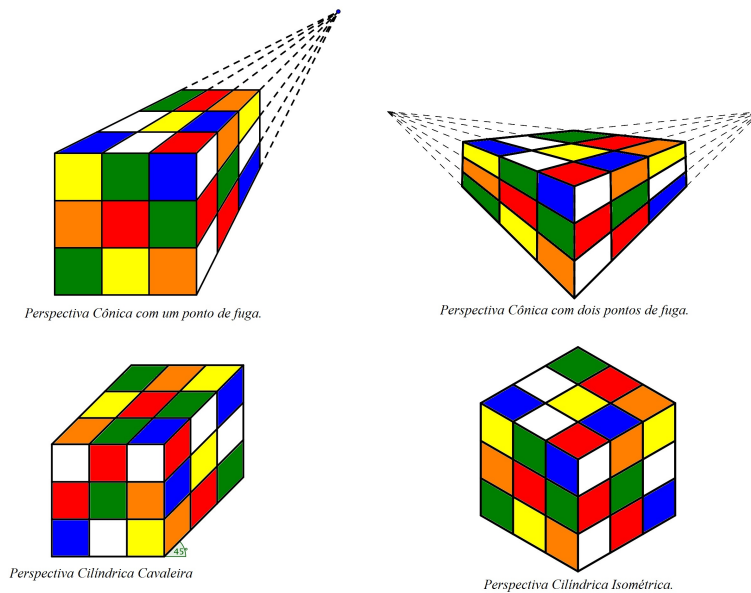 Perspectiva Cônica com um ponto de fuga.
Perspectiva Cônica com dois pontos de fuga.
45°
Perspectiva Cilíndrica Cavaleira
Perspectiva Cilíndrica Isométrica.